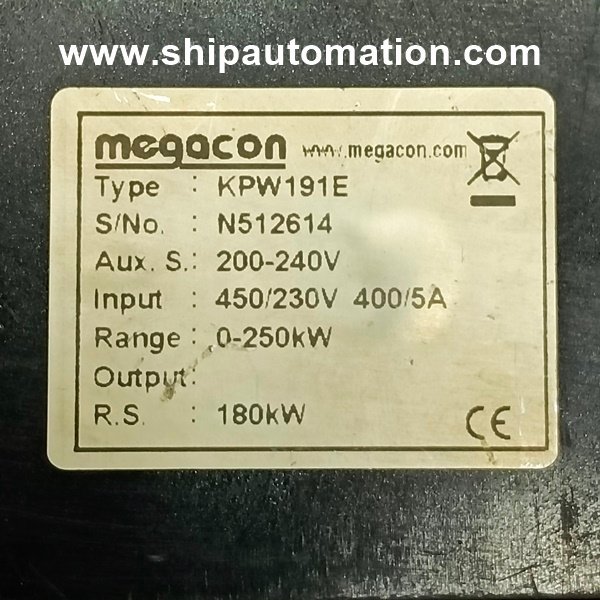 www.shipautomation.com
megacon www.megacon.com
Type : KPW191E
S/No. : N512614
Aux. S.: 200-240V
Input : 450/230V 400/5A
Range : 0-250kW
Output:
R.S. : 180kW
CE